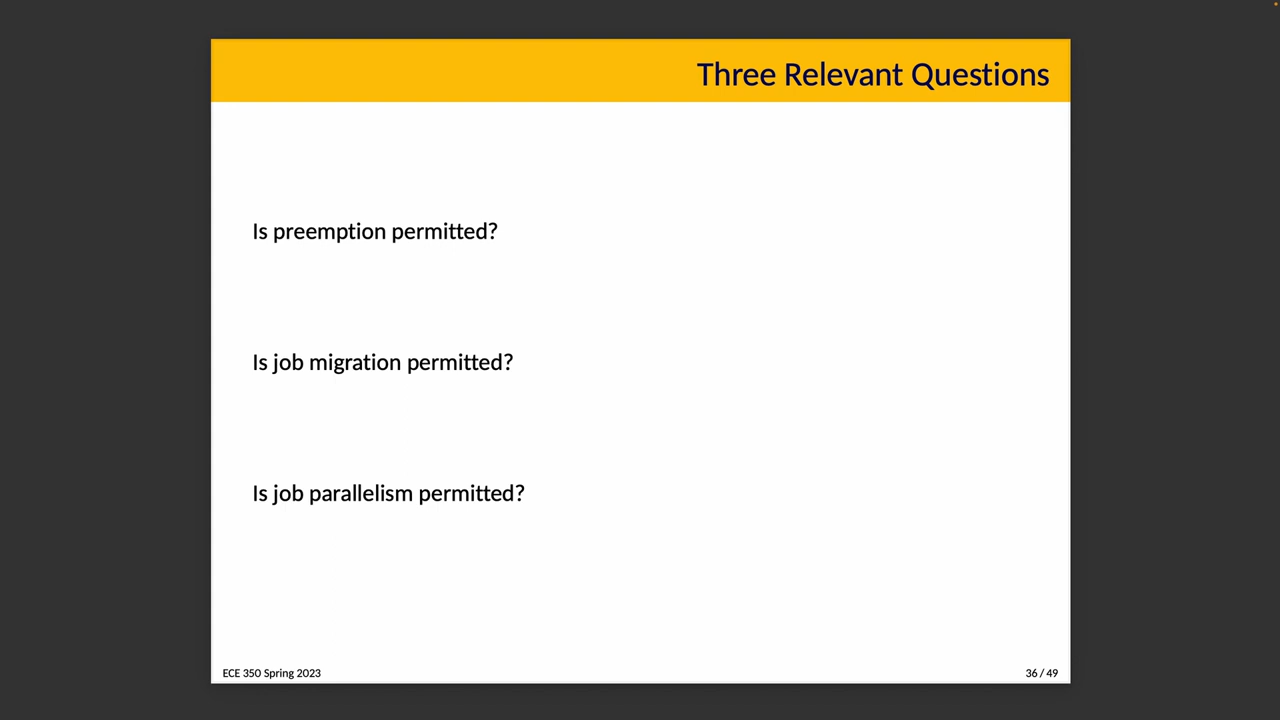 Three Relevant Questions
Is preemption permitted?
Is job migration permitted?
Is job parallelism permitted?
ECE 350 Spring 2023
36 / 49